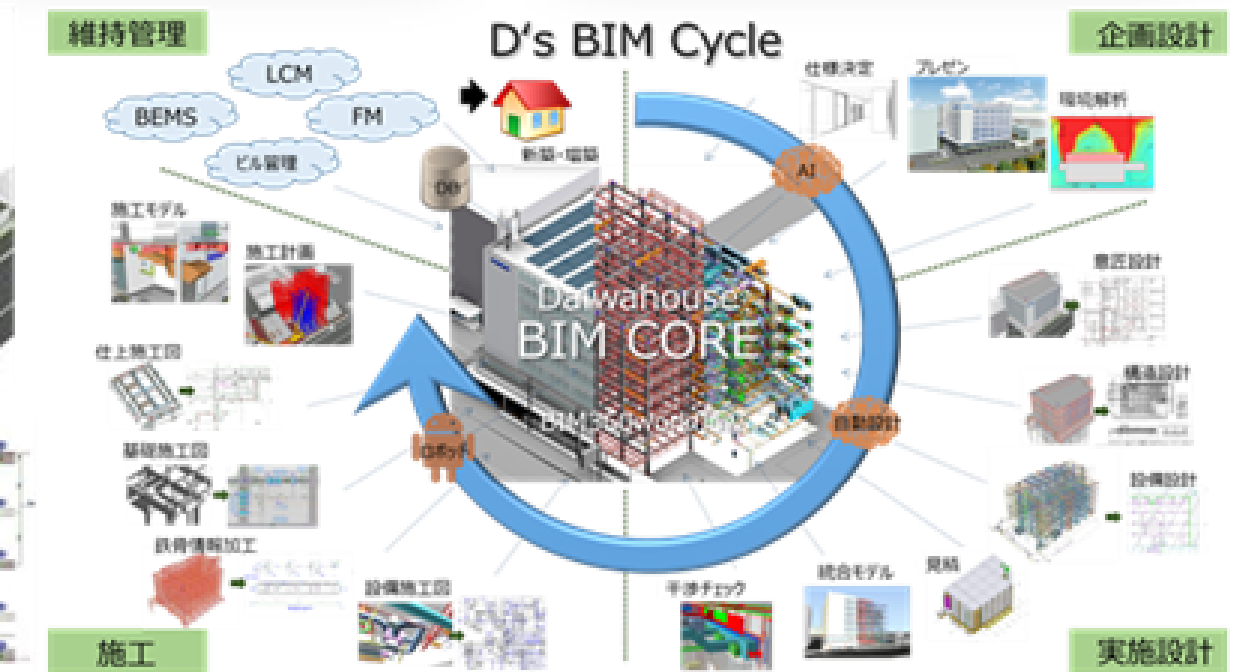 維持管理
D's BIM Cycle
企画設計
LCM
BEMS
FM
ビル管理
新築・増築
DB
仕様決定
プレゼン
環境解析
AI
施工モデル
施工計画
意匠設計
Daiwahouse
BIM CORE
仕上施工図
構造設計
自動設計
ロボット
基礎施工図
設備設計
鉄骨情報加工
設備施工図
干渉チェック
統合モデル
見積
施工
実施設計